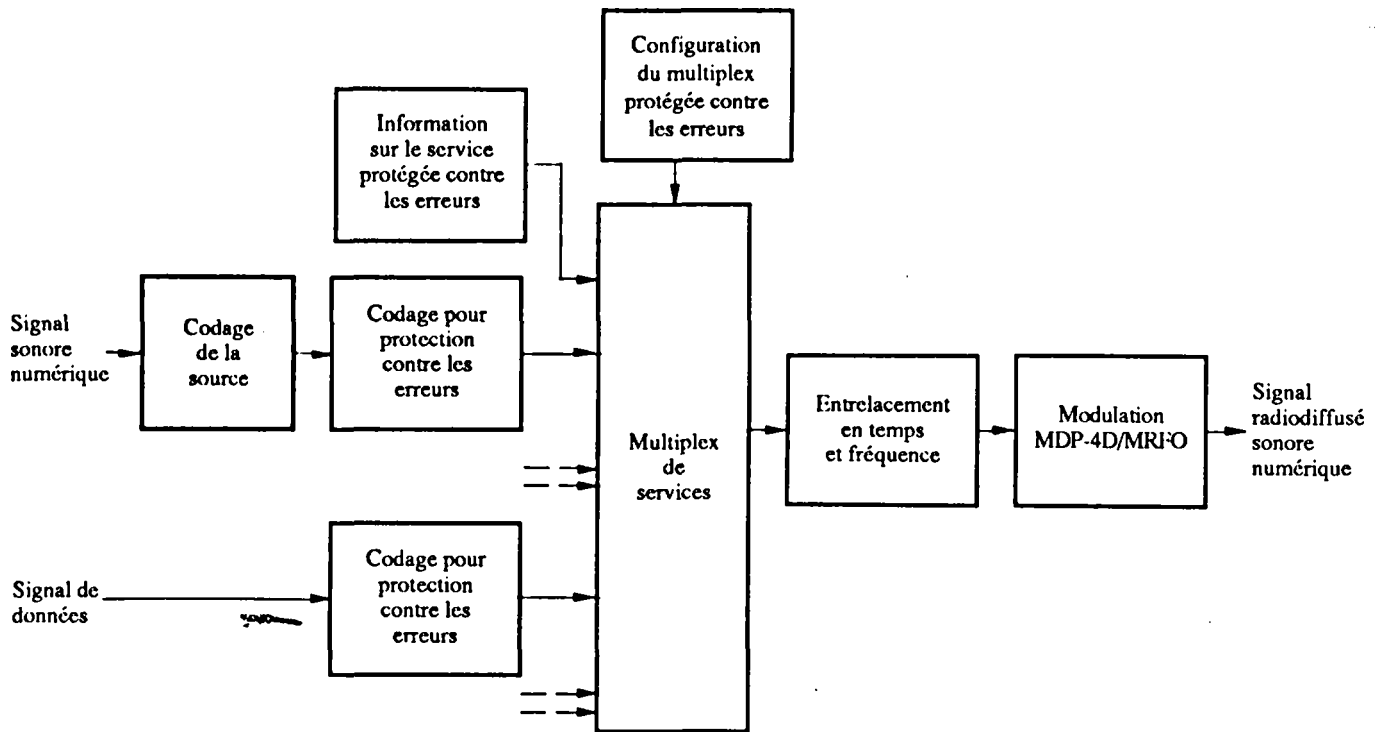 Configuration
du multiplex
protégée contre
les erreurs
Information
sur le service
protégée contre
les erreurs
Signal
sonore
numérique
Codage
de la
source
Codage pour
protection
contre les
erreurs
Multiplex
de
services
Entrelacement
en temps
et fréquence
Modulation
MDP-4D/MRFO
Signal
radiodiffusé
sonore
numérique
Signal de
données
Codage pour
protection
contre les
erreurs